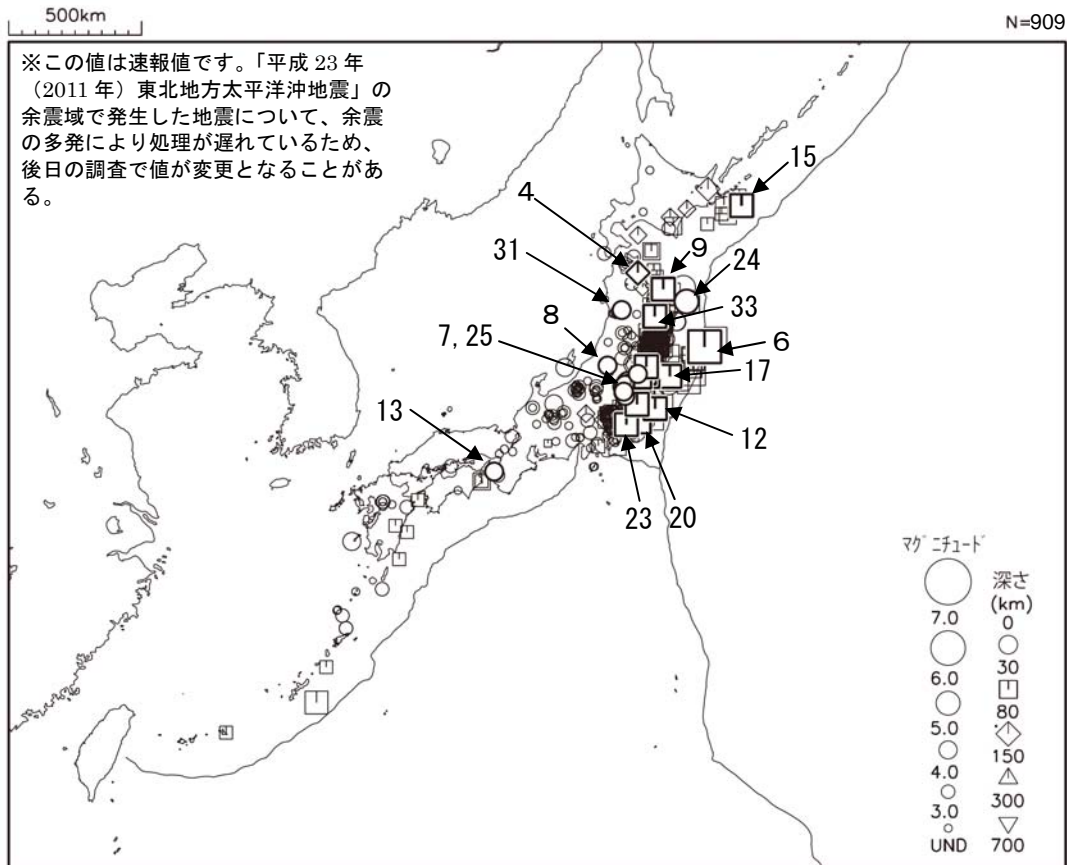 500km
N=909
※この値は速報値です。「平成 23 年
（2011 年）東北地方太平洋沖地震」の
余震域で発生した地震について、余震
の多発により処理が遅れているため、
後日の調査で値が変更となることがあ
る。
15
4
9
24
31
33
8
7, 25
6
17
13
12
23
20
マグニチュード
7.0
6.0
5.0
4.0
3.0
UND
深さ
(km)
0
30
80
150
300
700